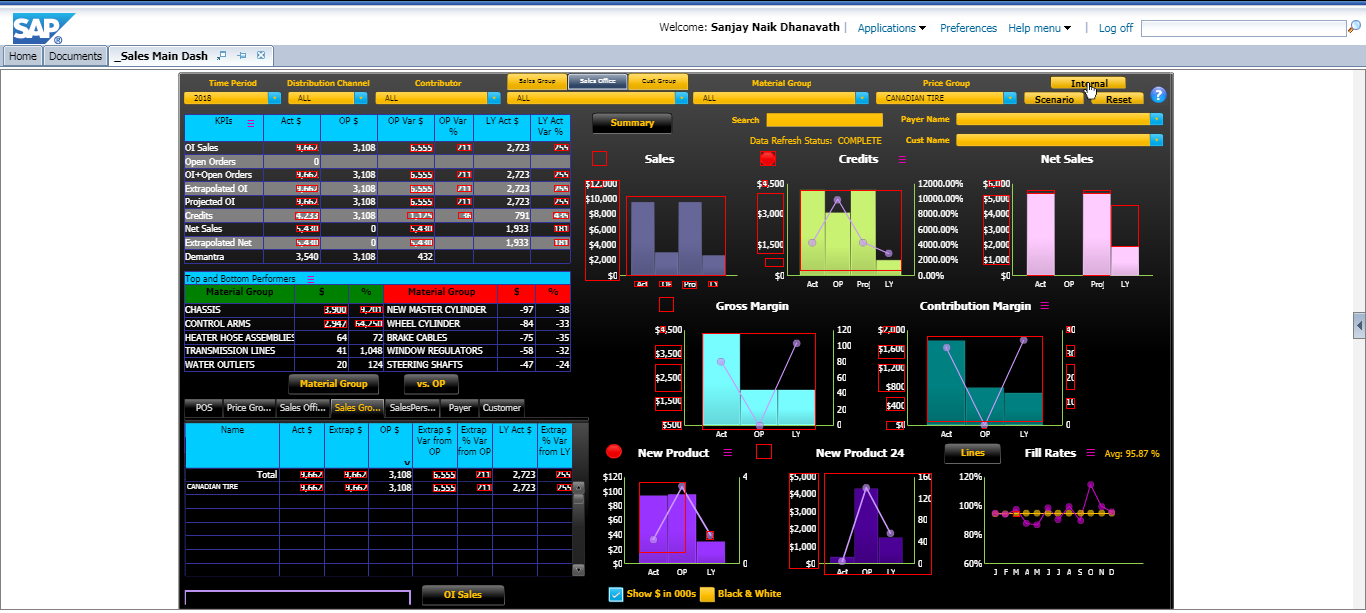 SAP
Welcome: Sanjay Naik Dhanavath | Applications Preferences Help menu | Log off
Home Documents _Sales Main Dash
Time Period Distribution Channel Contributor Sales Group Sales Office Cust Group Material Group Price Group Internal
2018 ALL ALL ALL ALL CANADIAN TIRE Scenario Reset
KPIs Act $ OP $ OP Var $ OP Var % LY Act $ LY Act Var %
OI Sales 9,662 3,108 6,555 211 2,723 255
Open Orders 0
OI+Open Orders 9,662 3,108 6,555 211 2,723 255
Extrapolated OI 9,662 3,108 6,555 211 2,723 255
Projected OI 9,662 3,108 6,555 211 2,723 255
Credits 4,233 3,108 1,125 36 791 435
Net Sales 5,430 0 5,430 1,933 181
Extrapolated Net 5,430 0 5,430 1,933 181
Demantra 3,540 3,108 432
Summary Search Payer Name
Data Refresh Status: COMPLETE Cust Name
Top and Bottom Performers
Material Group $ % Material Group $ %
CHASSIS 3,900 9,201 NEW MASTER CYLINDER -97 -38
CONTROL ARMS 2,947 64,250 WHEEL CYLINDER -84 -33
HEATER HOSE ASSEMBLIES 64 72 BRAKE CABLES -75 -35
TRANSMISSION LINES 41 1,048 WINDOW REGULATORS -58 -32
WATER OUTLETS 20 124 STEERING SHAFTS -47 -24
Material Group vs. OP
POS Price Gro... Sales Offi... Sales Gro... SalesPers... Payer Customer
Name Act $ Extrap $ OP $ Extrap $ Var from OP Extrap % Var from OP LY Act $ Extrap % Var from LY
Total 9,662 9,662 3,108 6,555 211 2,723 255
CANADIAN TIRE 9,662 9,662 3,108 6,555 211 2,723 255
OI Sales
Sales
$12,000
$10,000
$8,000
$6,000
$4,000
$2,000
$0
Act OP Proj LY
Credits
$4,500
$3,000
$1,500
$0
12000.00%
10000.00%
8000.00%
6000.00%
4000.00%
2000.00%
0.00%
Act OP Proj LY
Net Sales
$6,000
$5,000
$4,000
$3,000
$2,000
$1,000
$0
Act OP Proj LY
Gross Margin
$4,500
$3,500
$2,500
$1,500
$500
120
100
80
60
40
20
0
Act OP LY
Contribution Margin
$2,000
$1,600
$1,200
$800
$400
$0
40
30
20
10
0
Act OP LY
New Product
$120
$100
$80
$60
$40
$20
$0
4
0
Act OP LY
New Product 24
$5,000
$4,000
$3,000
$2,000
$1,000
$0
160
120
80
40
0
Act OP LY
Lines Fill Rates Avg: 95.87 %
120%
100%
80%
60%
J F M A M J J A S O N D
Show $ in 000s Black & White